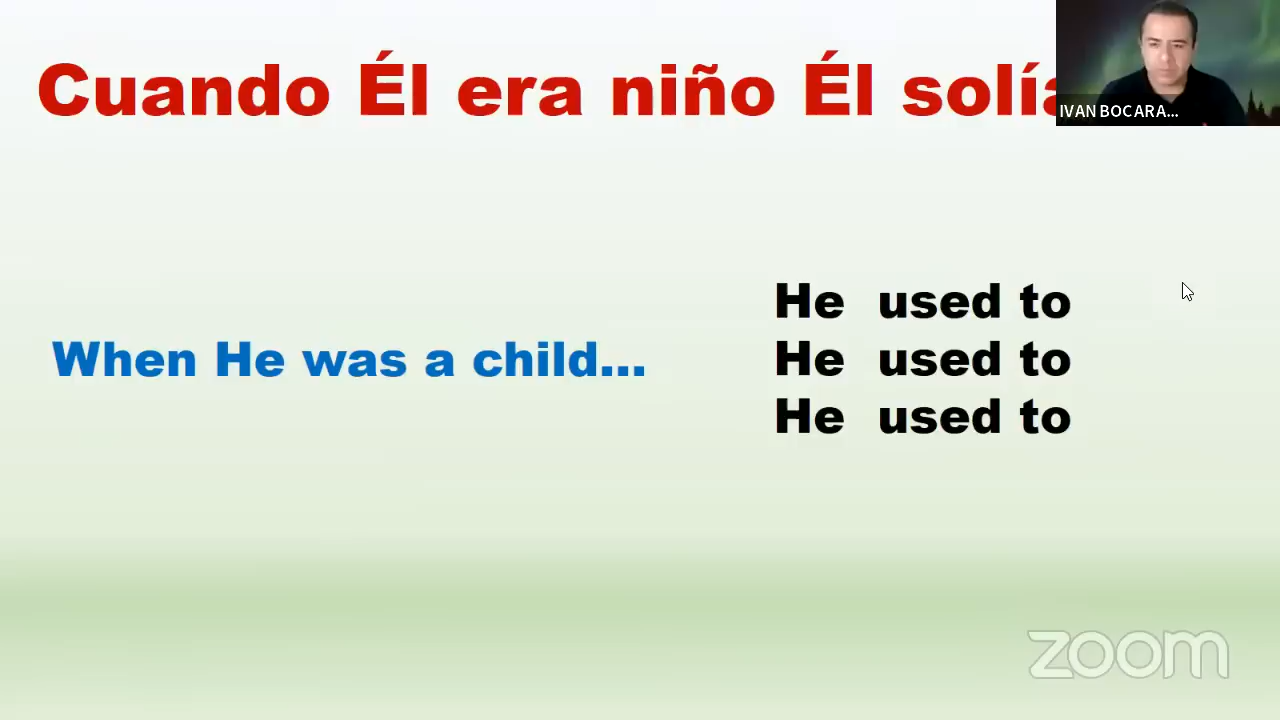 Cuando Él era niño Él solía
IVAN BOCARA...
He used to
When He was a child...
He used to
He used to
zoom